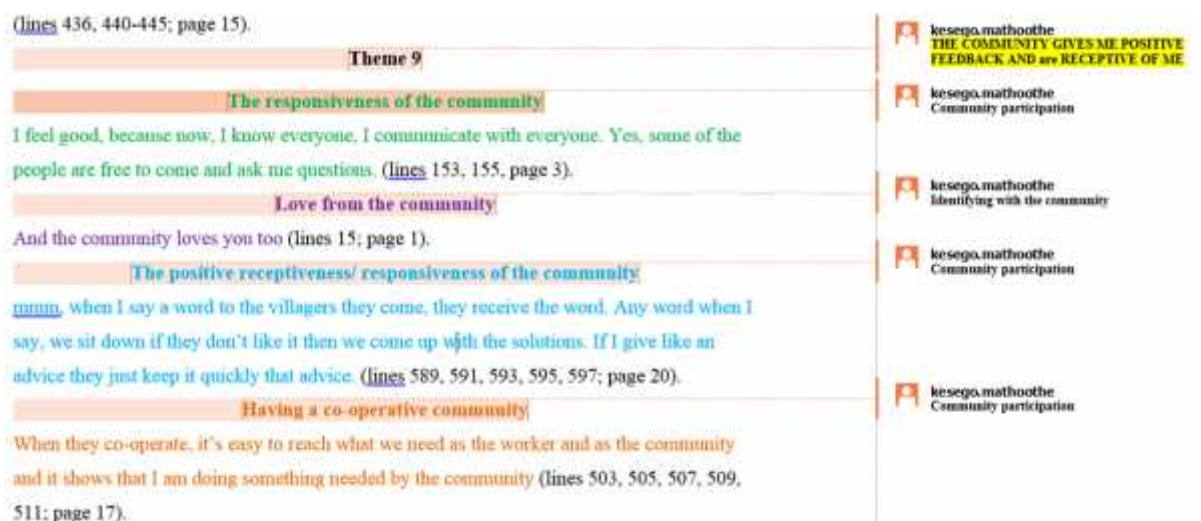 (lines 436, 440-445; page 15).
Theme 9
The responsiveness of the community
I feel good, because now, I know everyone, I communicate with everyone. Yes, some of the
people are free to come and ask me questions. (lines 153, 155, page 3).
Love from the community
And the community loves you too (lines 15; page 1).
The positive receptiveness/ responsiveness of the community
mmm, when I say a word to the villagers they come, they receive the word. Any word when I
say, we sit down if they don't like it then we come up with the solutions. If I give like an
advice they just keep it quickly that advice. (lines 589, 591, 593, 595, 597; page 20).
Having a co-operative community
When they co-operate, it's easy to reach what we need as the worker and as the community
and it shows that I am doing something needed by the community (lines 503, 505, 507, 509,
511; page 17).
kesego.mathoothe
THE COMMUNITY GIVES ME POSITIVE
FEEDBACK AND are RECEPTIVE OF ME
kesego.mathoothe
Community participation
kesego.mathoothe
Identifying with the community
kesego.mathoothe
Community participation
kesego.mathoothe
Community participation